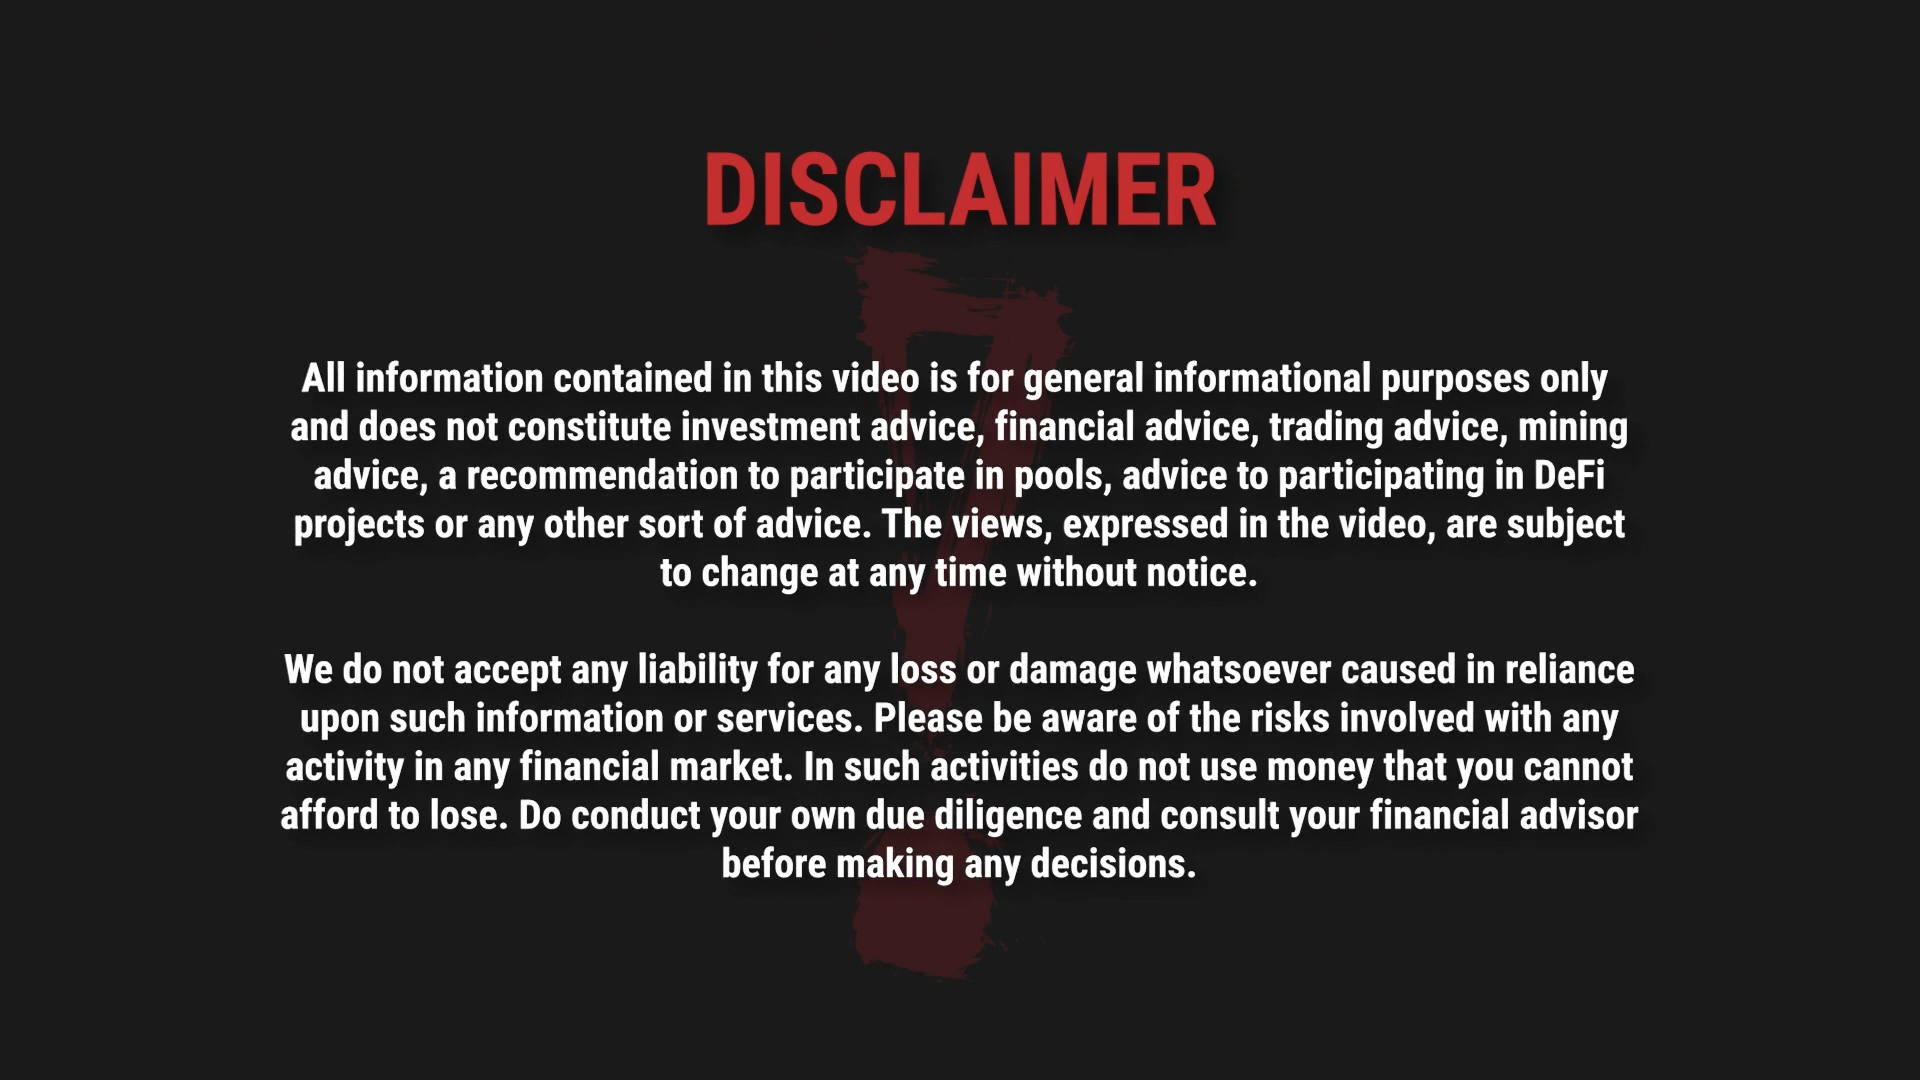 DISCLAIMER
All information contained in this video is for general informational purposes only
and does not constitute investment advice, financial advice, trading advice, mining
advice, a recommendation to participate in pools, advice to participating in DeFi
projects or any other sort of advice. The views, expressed in the video, are subject
to change at any time without notice.
We do not accept any liability for any loss or damage whatsoever caused in reliance
upon such information or services. Please be aware of the risks involved with any
activity in any financial market. In such activities do not use money that you cannot
afford to lose. Do conduct your own due diligence and consult your financial advisor
before making any decisions.